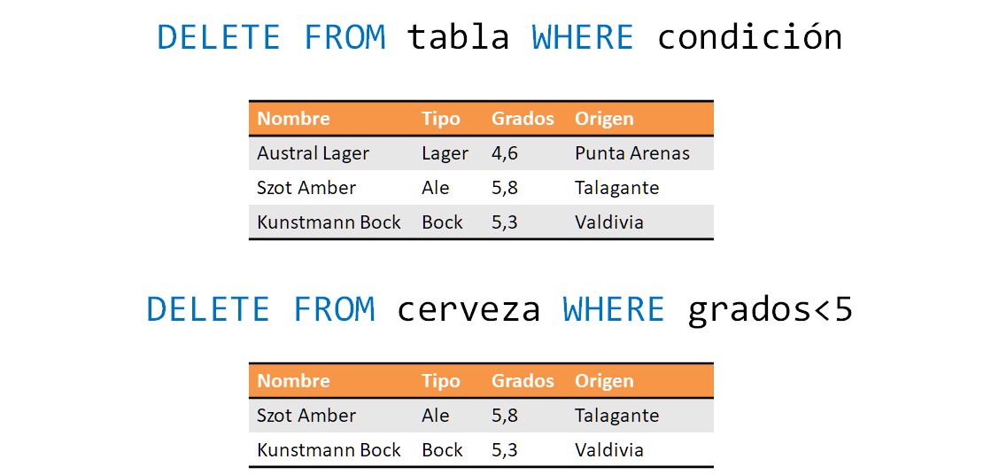 DELETE FROM tabla WHERE condición
Nombre Tipo Grados Origen
Austral Lager Lager 4,6 Punta Arenas
Szot Amber Ale 5,8 Talagante
Kunstmann Bock Bock 5,3 Valdivia
DELETE FROM cerveza WHERE grados<5
Nombre Tipo Grados Origen
Szot Amber Ale 5,8 Talagante
Kunstmann Bock Bock 5,3 Valdivia